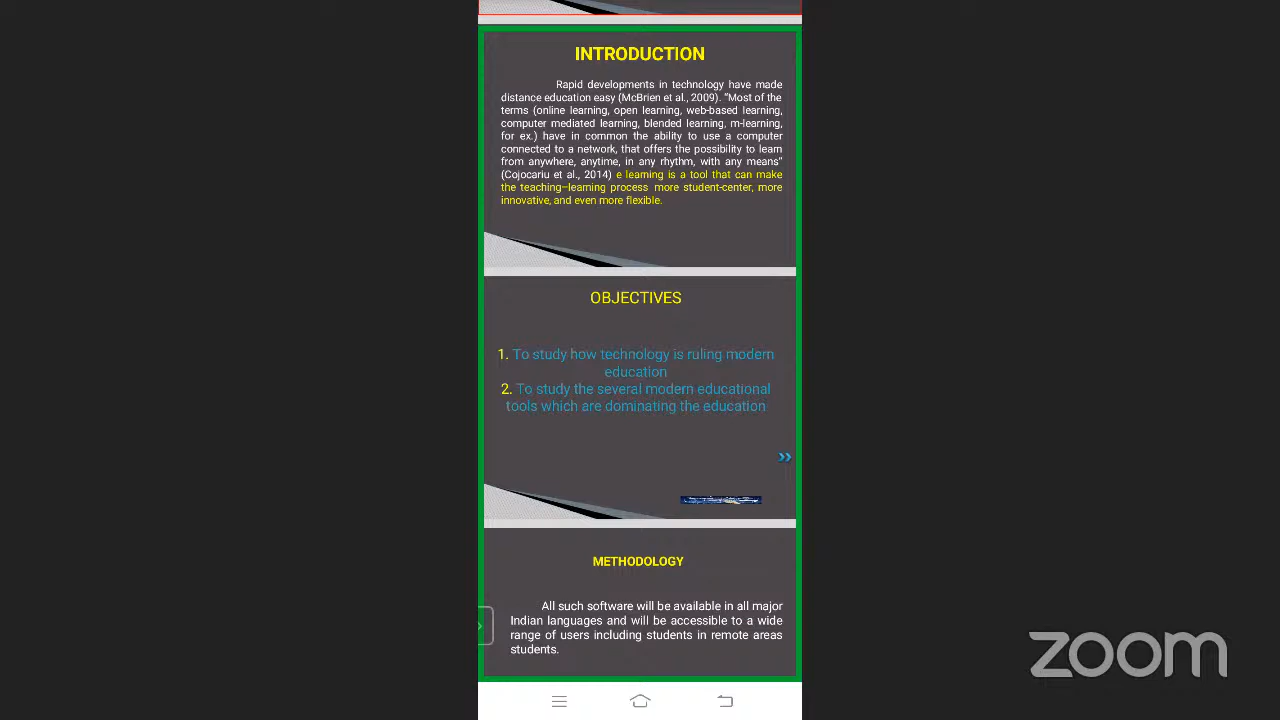 INTRODUCTION
Rapid developments in technology have made
distance education easy (McBrien et al., 2009). "Most of the
terms (online learning, open learning, web-based learning,
computer mediated learning, blended learning, m-learning,
for ex.) have in common the ability to use a computer
connected to a network, that offers the possibility to learn
from anywhere, anytime, in any rhythm, with any means"
(Cojocariu et al., 2014) e learning is a tool that can make
the teaching–learning process more student-center, more
innovative, and even more flexible.
OBJECTIVES
1. To study how technology is ruling modern
education
2. To study the several modern educational
tools which are dominating the education
METHODOLOGY
All such software will be available in all major
Indian languages and will be accessible to a wide
range of users including students in remote areas
students.
zoom